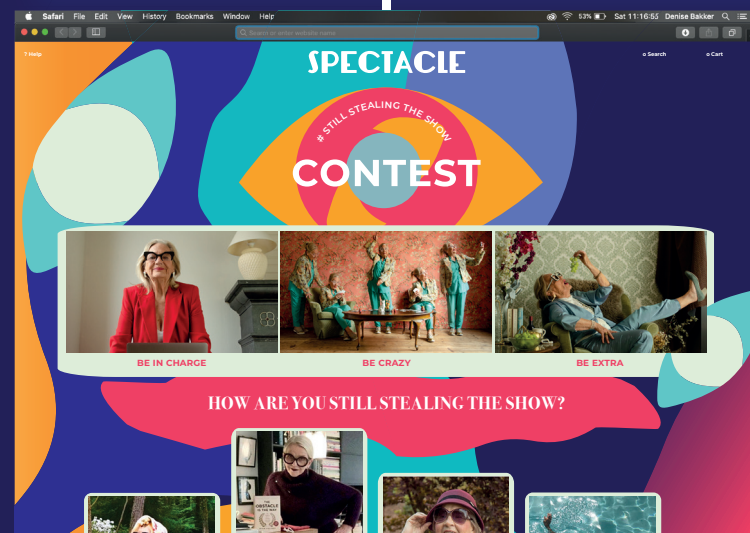 Safari File Edit View History Bookmarks Window Help
53% Sat 11:16:55 Denise Bakker
Search or enter website name
? Help
SPECTACLE
o Search o Cart
# STILL STEALING THE SHOW
CONTEST
BE IN CHARGE
BE CRAZY
BE EXTRA
HOW ARE YOU STILL STEALING THE SHOW?
THE
OBSTACLE
IS THE WAY